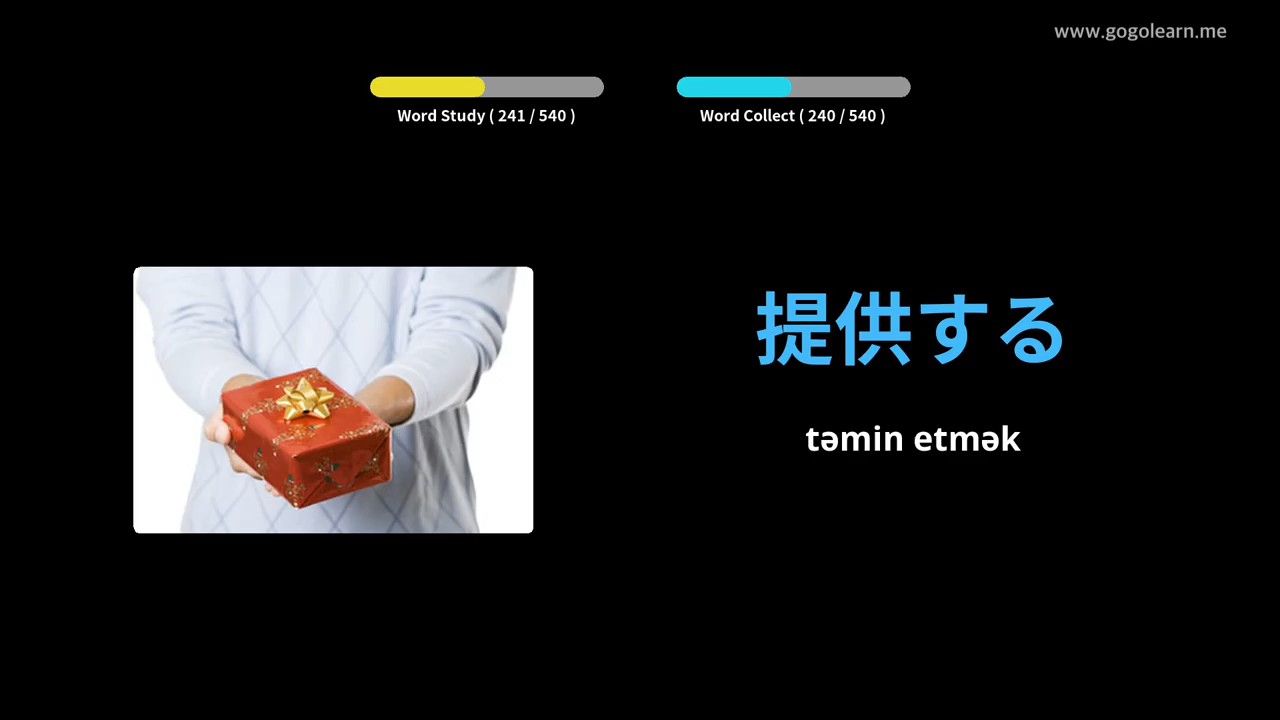 www.gogolearn.me
Word Study ( 241 / 540 )
Word Collect ( 240 / 540 )
提供する
təmin etmək